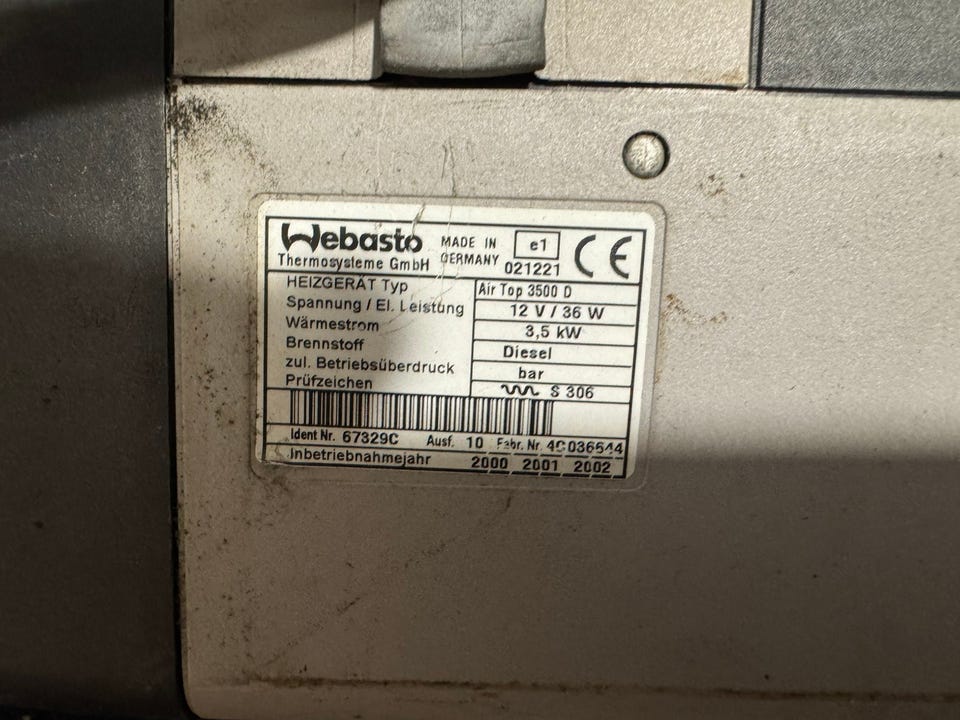 Webasto MADE IN GERMANY e1 CE
Thermosysteme GmbH 021221
HEIZGERÄT Typ Air Top 3500 D
Spannung / El. Leistung 12 V / 36 W
Wärmestrom 3,5 kW
Brennstoff Diesel
zul. Betriebsüberdruck bar
Prüfzeichen S 306
Ident Nr. 67329C Ausf. 10 Fabr. Nr.
Inbetriebnahmejahr 2000 2001 2002